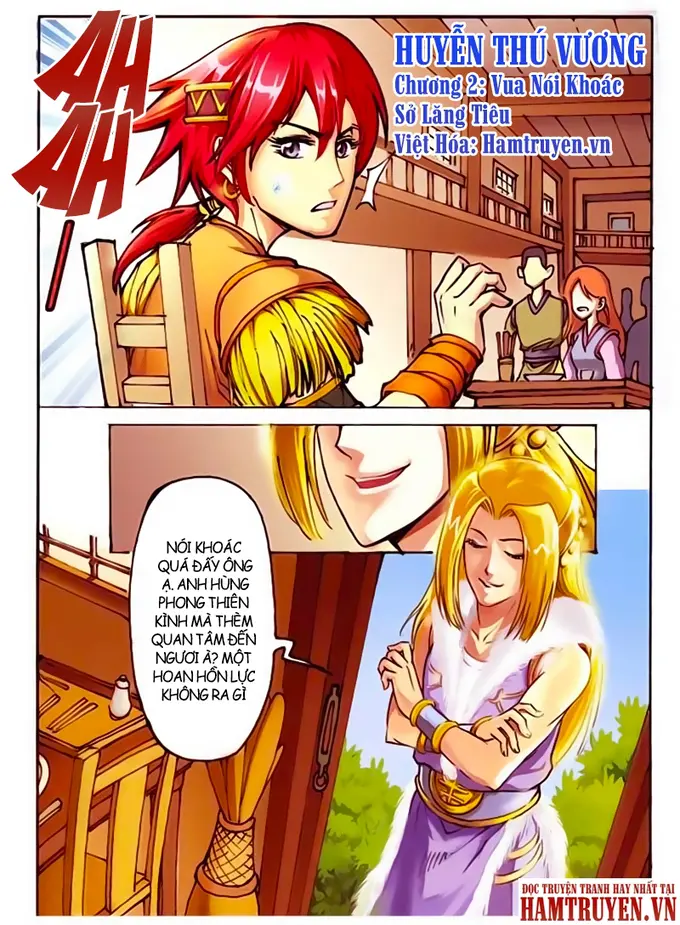 AH
AH
!
HUYỄN THÚ VƯƠNG
Chương 2: Vua Nói Khoác
Sở Lăng Tiêu
Việt Hóa: Hamtruyen.vn
NÓI KHOÁC
QUÁ ĐẤY ÔNG
Ạ. ANH HÙNG
PHONG THIÊN
KÌNH MÀ THÈM
QUAN TÂM ĐẾN
NGƯƠI À? MỘT
HOAN HỒN LỰC
KHÔNG RA GÌ
ĐỌC TRUYỆN TRANH HAY NHẤT TẠI
HAMTRUYEN.VN